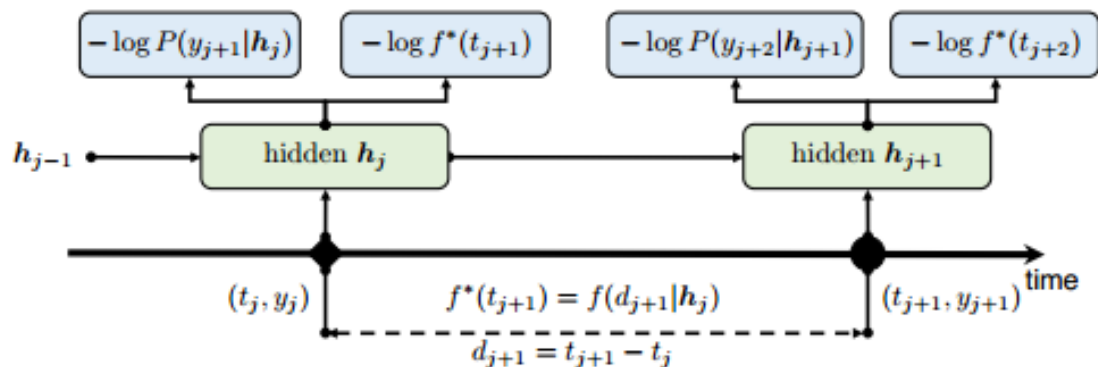 − log P(y_{j+1}|h_j) − log f*(t_{j+1}) − log P(y_{j+2}|h_{j+1}) − log f*(t_{j+2})
h_{j−1} hidden h_j hidden h_{j+1}
time
(t_j, y_j) f*(t_{j+1}) = f(d_{j+1}|h_j) (t_{j+1}, y_{j+1})
d_{j+1} = t_{j+1} − t_j